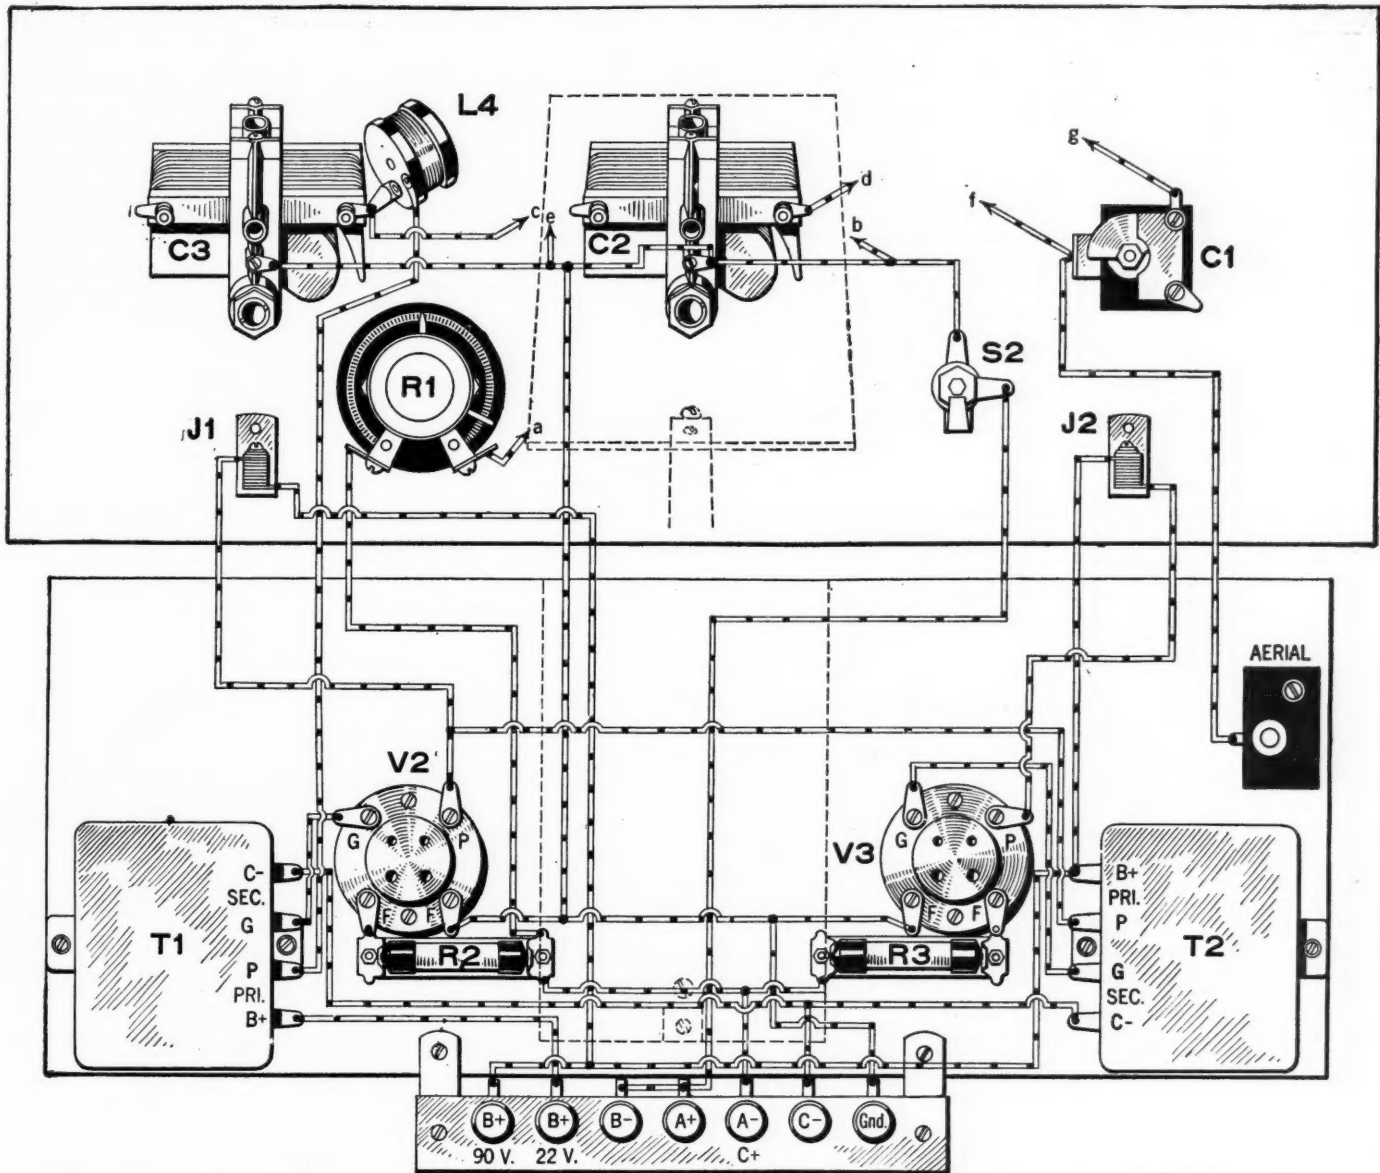 L4
g
c
e
d
f
b
C3
C2
C1
S2
R1
J1
a
J2
AERIAL
V2
G
P
G
P
V3
C-
B+
SEC.
PRI.
F
F
F
F
G
P
T1
R2
R3
T2
P
G
PRI.
SEC.
B+
C-
B+
B+
B-
A+
A-
C-
Gnd.
90 V.
22 V.
C+